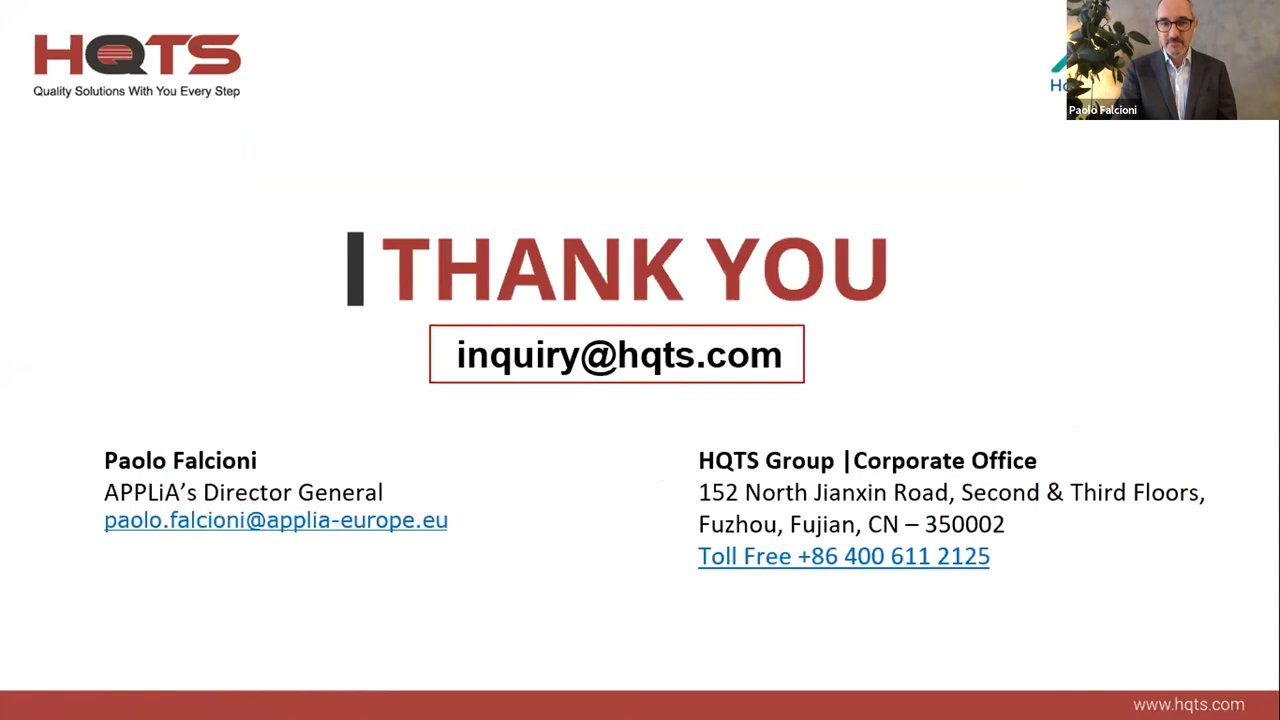 HQTS
Quality Solutions With You Every Step
Paolo Falcioni
THANK YOU
inquiry@hqts.com
Paolo Falcioni
APPLiA’s Director General
paolo.falcioni@applia-europe.eu
HQTS Group |Corporate Office
152 North Jianxin Road, Second & Third Floors,
Fuzhou, Fujian, CN – 350002
Toll Free +86 400 611 2125
www.hqts.com